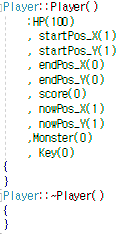 Player::Player()
:HP(100)
, startPos_X(1)
, startPos_Y(1)
, endPos_X(0)
, endPos_Y(0)
, score(0)
, nowPos_X(1)
, nowPos_Y(1)
,Monster(0)
, Key(0)
{
}
Player::~Player()
{
}